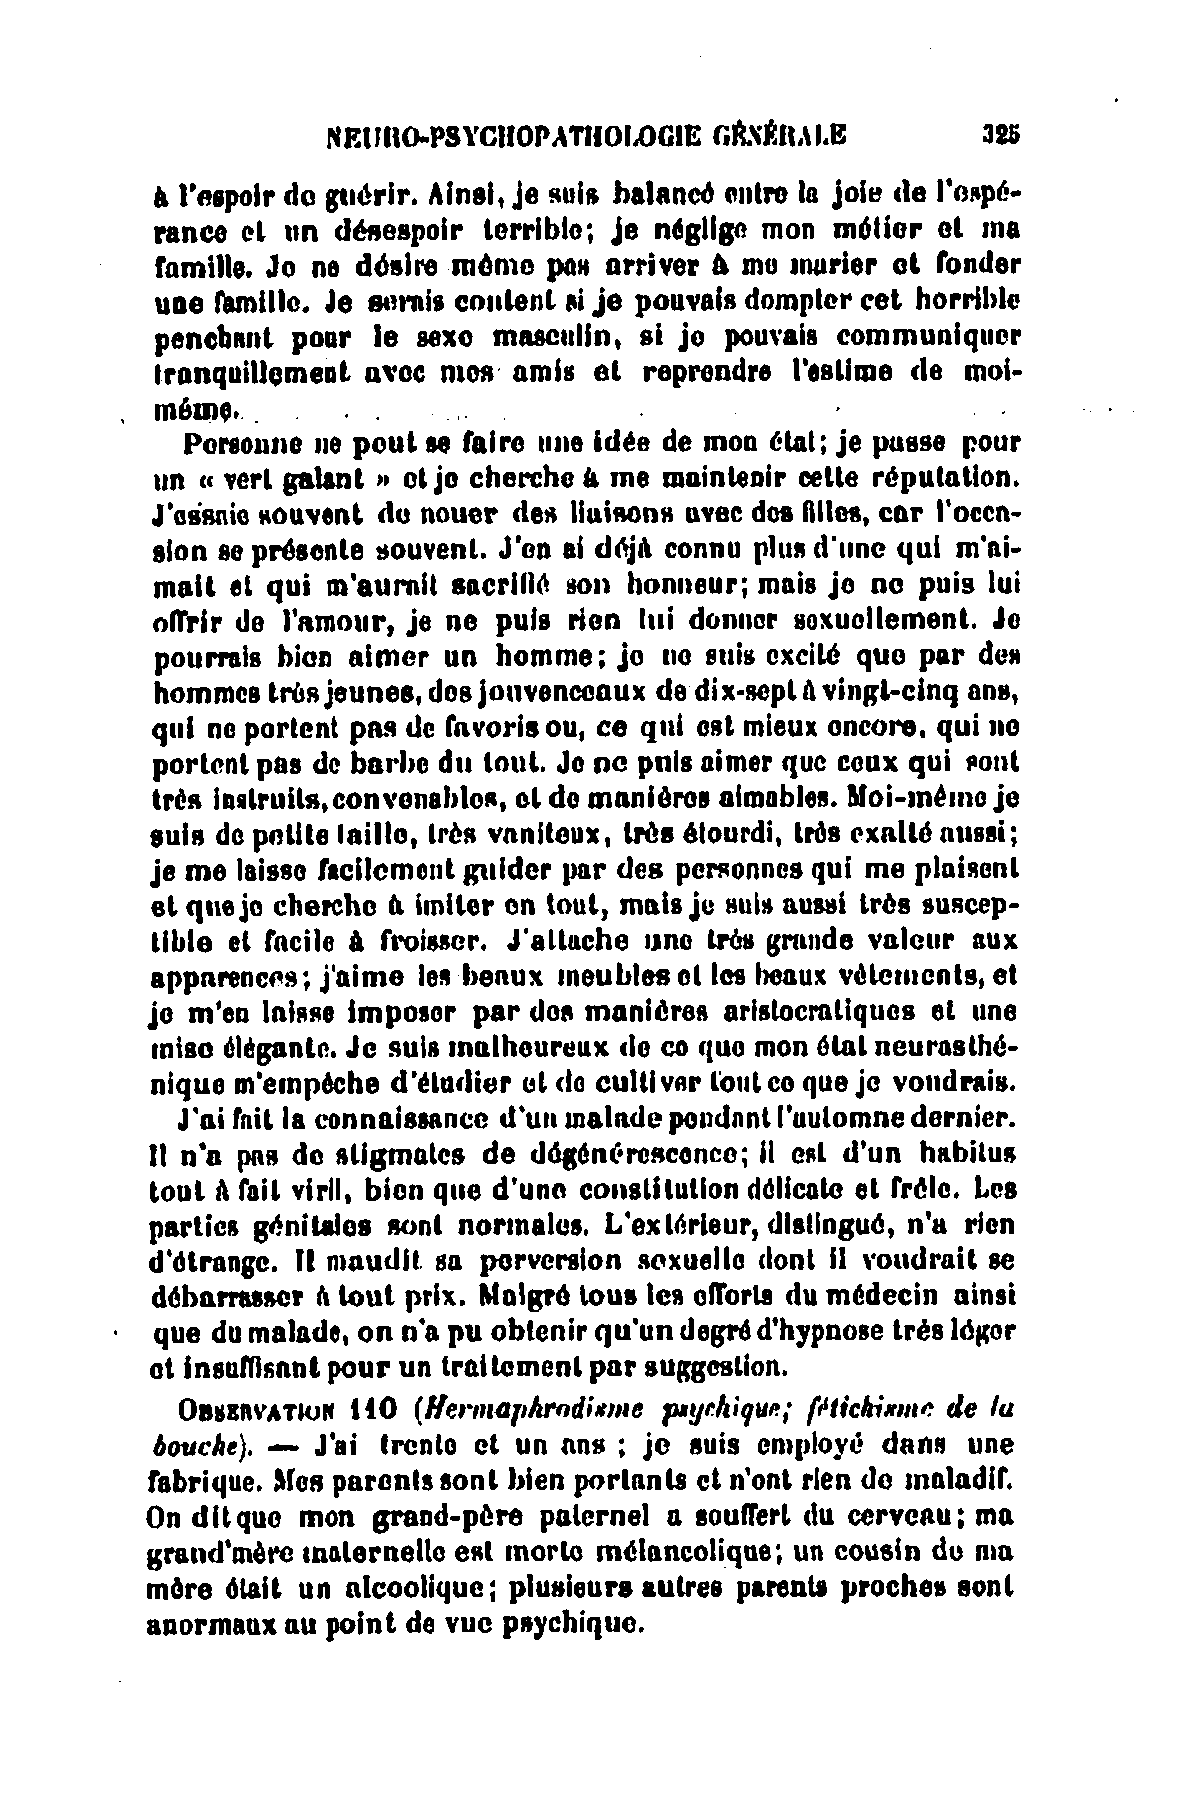 NEURO-PSYCHOPATHOLOGIE GÉNÉRALE 325
à l'espoir de guérir. Ainsi, je suis balancé entre la joie de l'espé-
rance et un désespoir terrible; je néglige mon métier et ma
famille. Je ne désire même pas arriver à me marier et fonder
une famille. Je serais content si je pouvais dompter cet horrible
penchant pour le sexe masculin, si je pouvais communiquer
tranquillement avec mes amis et reprendre l'estime de moi-
même.
Personne ne peut se faire une idée de mon état; je passe pour
un « vert galant » et je cherche à me maintenir cette réputation.
J'essaie souvent de nouer des liaisons avec des filles, car l'occa-
sion se présente souvent. J'en ai déjà connu plus d'une qui m'ai-
mait et qui m'aurait sacrifié son honneur; mais je ne puis lui
offrir de l'amour, je ne puis rien lui donner sexuellement. Je
pourrais bien aimer un homme; je ne suis excité que par des
hommes très jeunes, des jouvenceaux de dix-sept à vingt-cinq ans,
qui ne portent pas de favoris ou, ce qui est mieux encore, qui ne
portent pas de barbe du tout. Je ne puis aimer que ceux qui sont
très instruits, convenables, et de manières aimables. Moi-même je
suis de petite taille, très vaniteux, très étourdi, très exalté aussi;
je me laisse facilement guider par des personnes qui me plaisent
et que je cherche à imiter en tout, mais je suis aussi très suscep-
tible et facile à froisser. J'attache une très grande valeur aux
apparences; j'aime les beaux meubles et les beaux vêtements, et
je m'en laisse imposer par des manières aristocratiques et une
mise élégante. Je suis malheureux de ce que mon état neurasthé-
nique m'empêche d'étudier et de cultiver tout ce que je voudrais.
J'ai fait la connaissance d'un malade pendant l'automne dernier.
Il n'a pas de stigmates de dégénérescence; il est d'un habitus
tout à fait viril, bien que d'une constitution délicate et frêle. Les
parties génitales sont normales. L'extérieur, distingué, n'a rien
d'étrange. Il maudit sa perversion sexuelle dont il voudrait se
débarrasser à tout prix. Malgré tous les efforts du médecin ainsi
que du malade, on n'a pu obtenir qu'un degré d'hypnose très léger
et insuffisant pour un traitement par suggestion.
OBSERVATION 110 (Hermaphrodisme psychique; fétichisme de la
bouche). — J'ai trente et un ans ; je suis employé dans une
fabrique. Mes parents sont bien portants et n'ont rien de maladif.
On dit que mon grand-père paternel a souffert du cerveau; ma
grand'mère maternelle est morte mélancolique; un cousin de ma
mère était un alcoolique; plusieurs autres parents proches sont
anormaux au point de vue psychique.